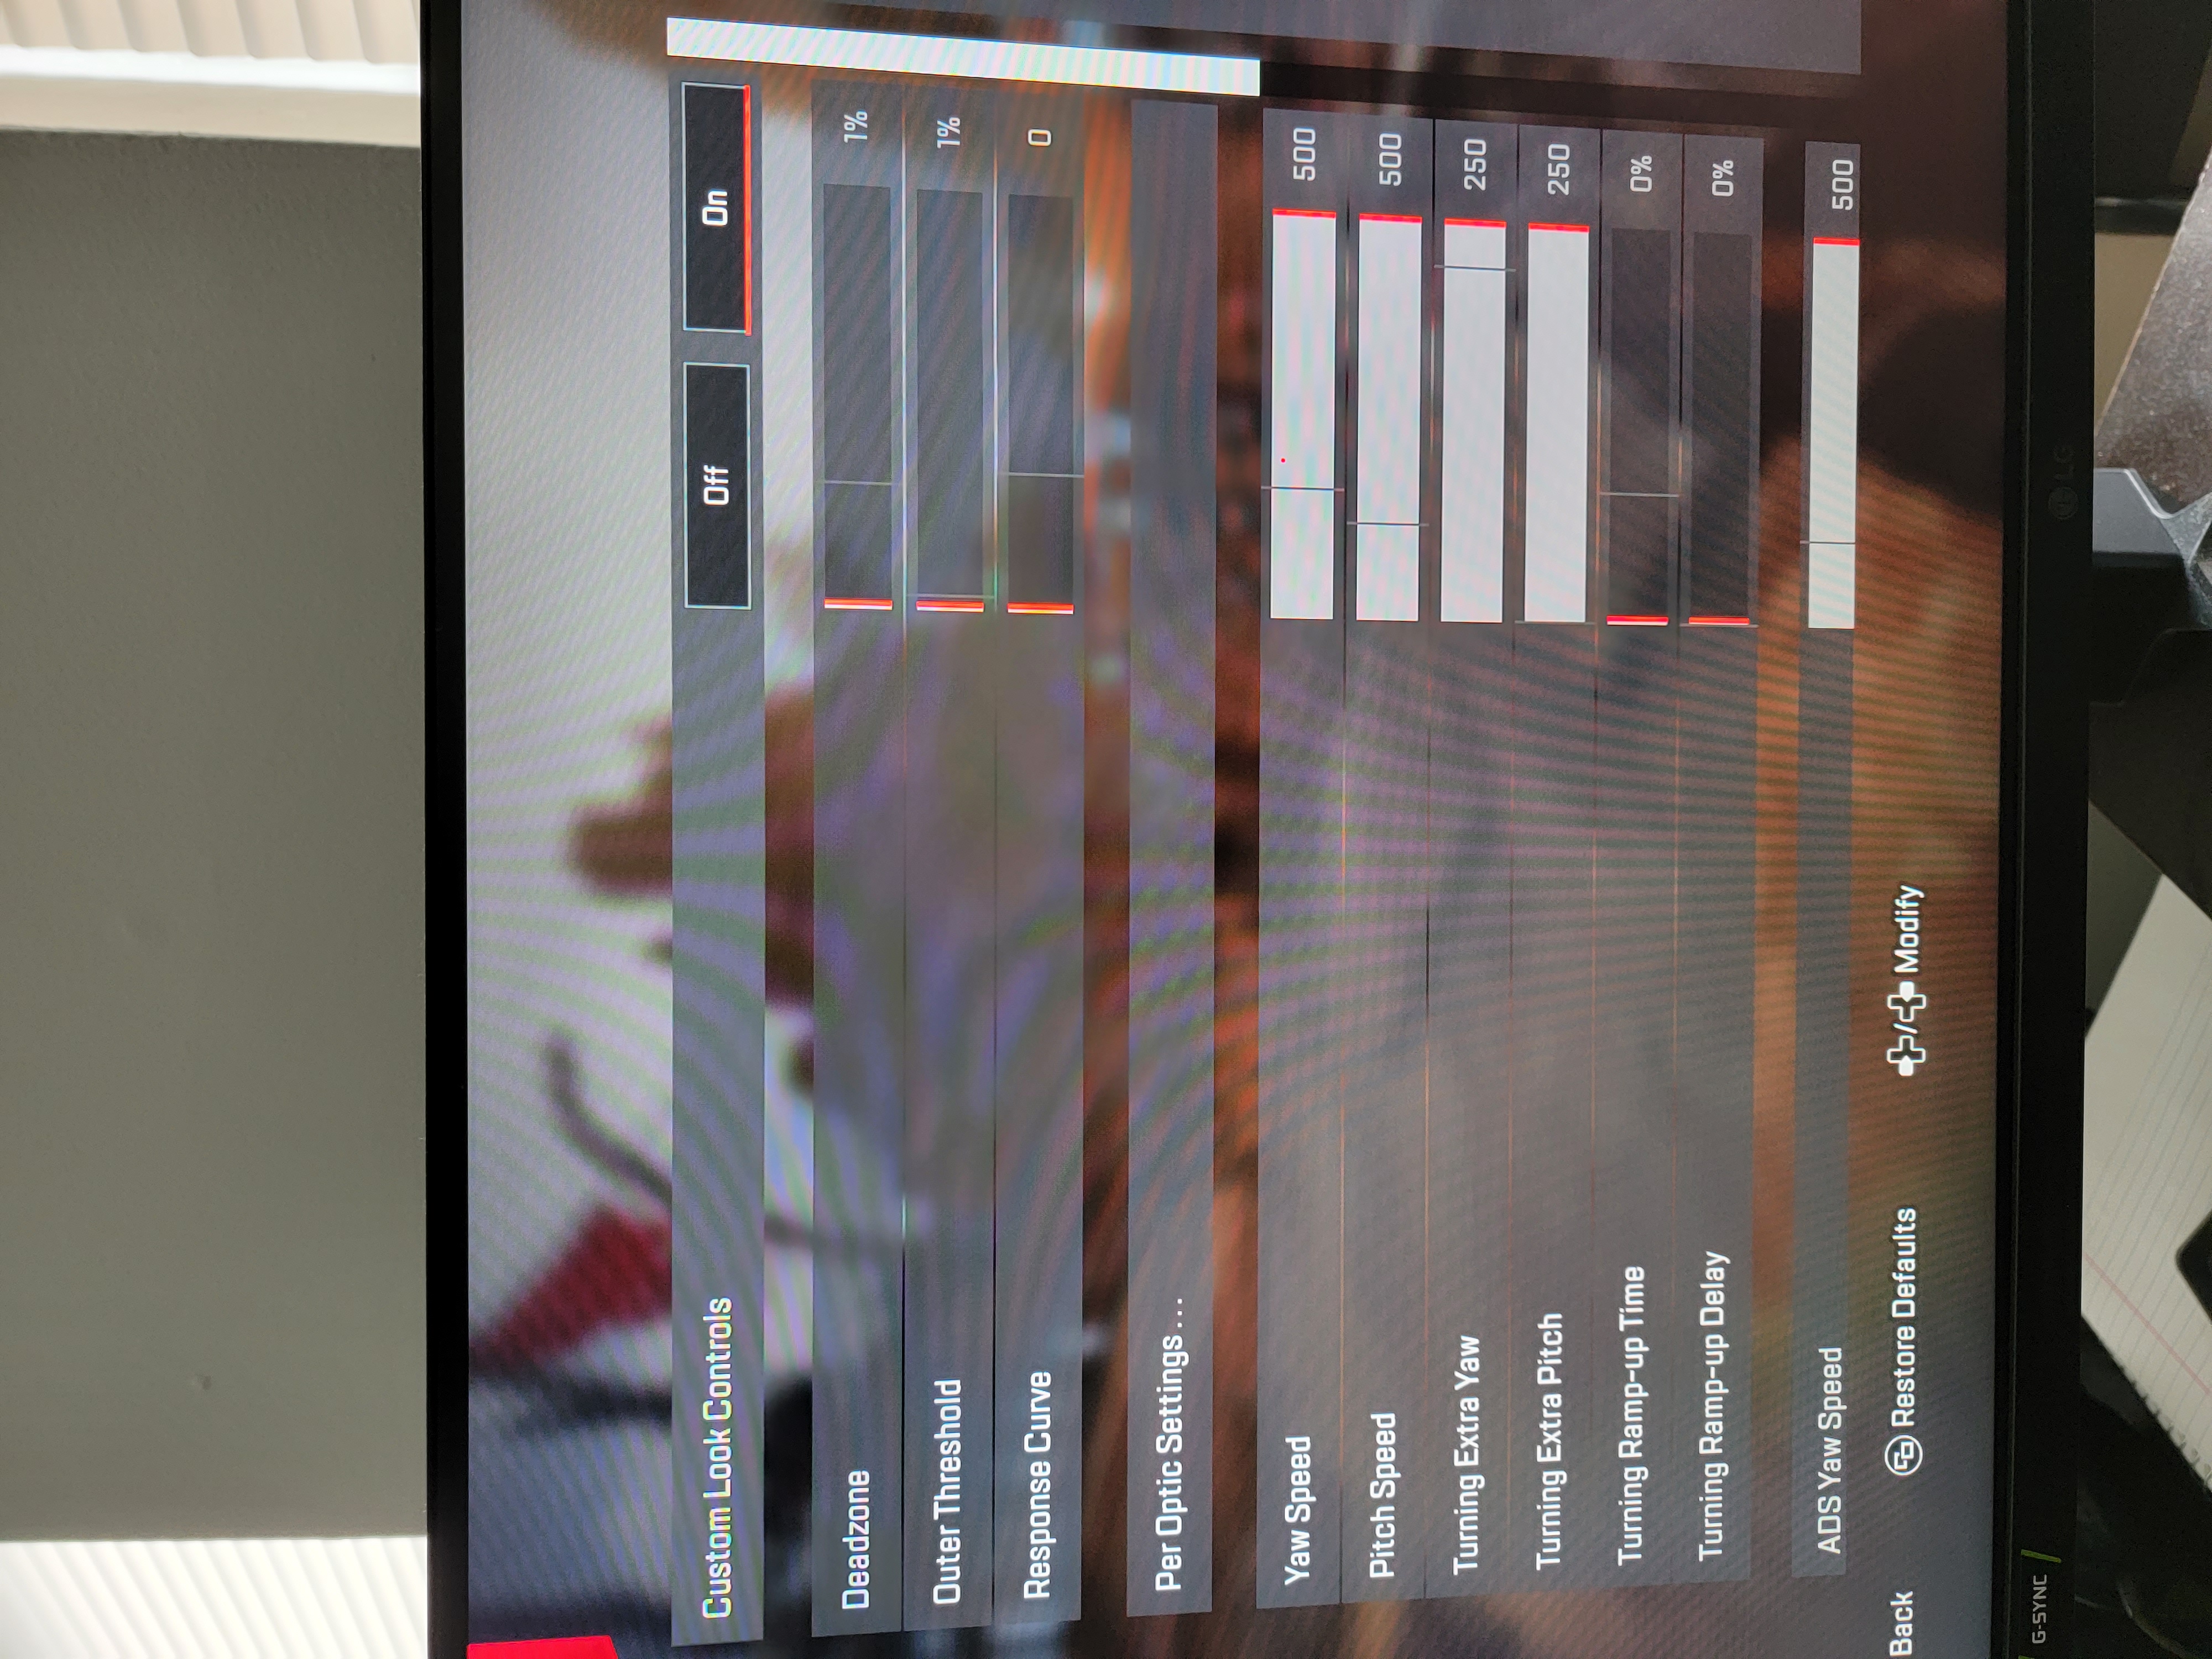 Custom Look Controls Off On
Deadzone 1%
Outer Threshold 1%
Response Curve 0
Per Optic Settings...
Yaw Speed 500
Pitch Speed 500
Turning Extra Yaw 250
Turning Extra Pitch 250
Turning Ramp-up Time 0%
Turning Ramp-up Delay 0%
ADS Yaw Speed 500
Back Restore Defaults / Modify
G-SYNC LG